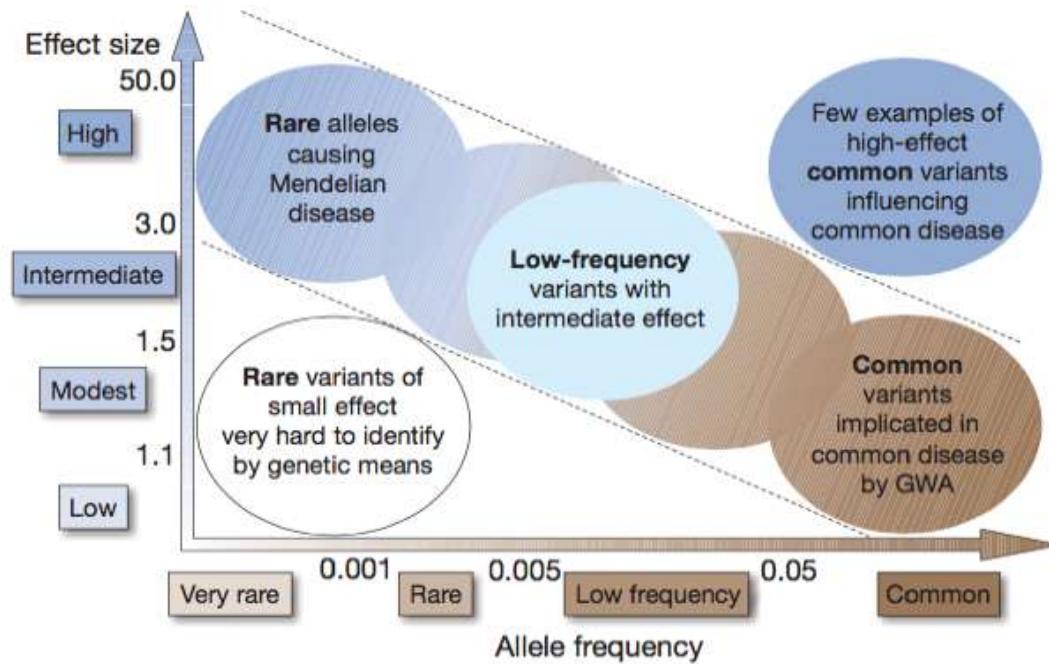 Effect size
50.0
High
3.0
Intermediate
1.5
Modest
1.1
Low
Rare alleles
causing
Mendelian
disease
Few examples of
high-effect
common variants
influencing
common disease
Low-frequency
variants with
intermediate effect
Rare variants of
small effect
very hard to identify
by genetic means
Common
variants
implicated in
common disease
by GWA
0.001
0.005
0.05
Very rare
Rare
Low frequency
Common
Allele frequency